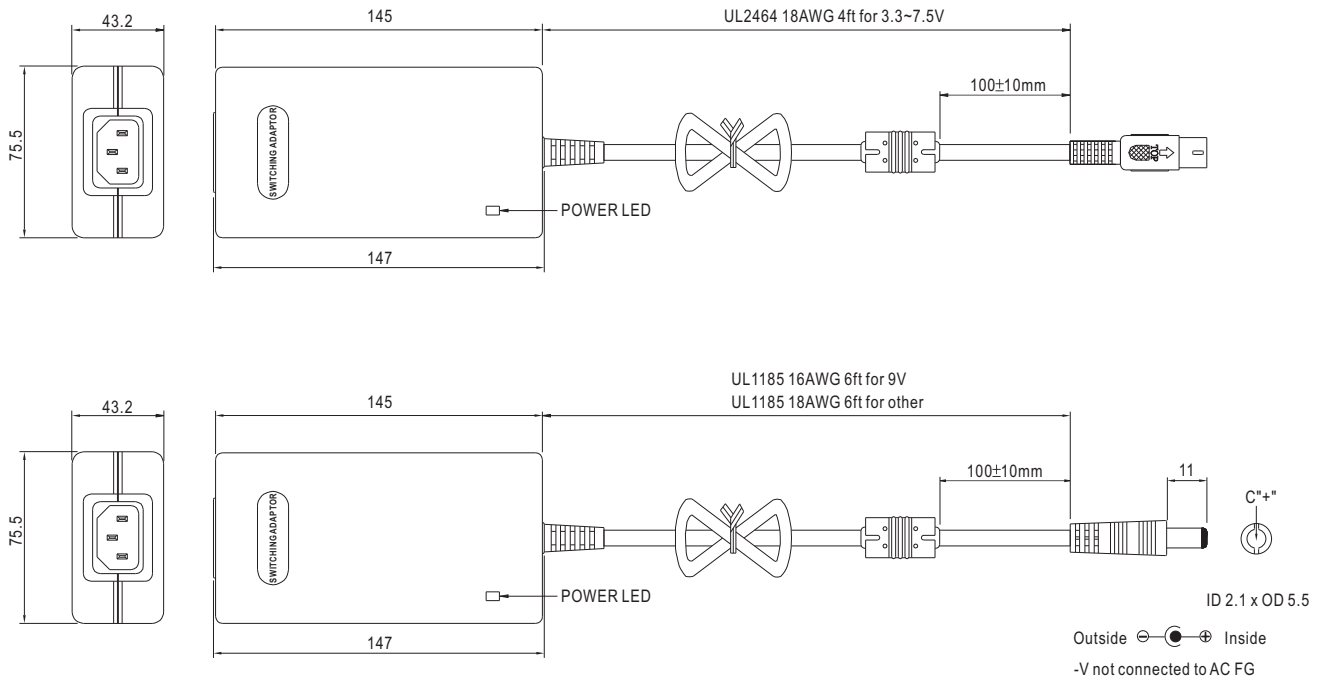 43.2
145
UL2464 18AWG 4ft for 3.3~7.5V
100±10mm
75.5
SWITCHING ADAPTOR
TOP
POWER LED
147
UL1185 16AWG 6ft for 9V
UL1185 18AWG 6ft for other
43.2
145
100±10mm
11
C"+"
75.5
SWITCHING ADAPTOR
POWER LED
ID 2.1 x OD 5.5
147
Outside ⊖ ⊕ Inside
-V not connected to AC FG